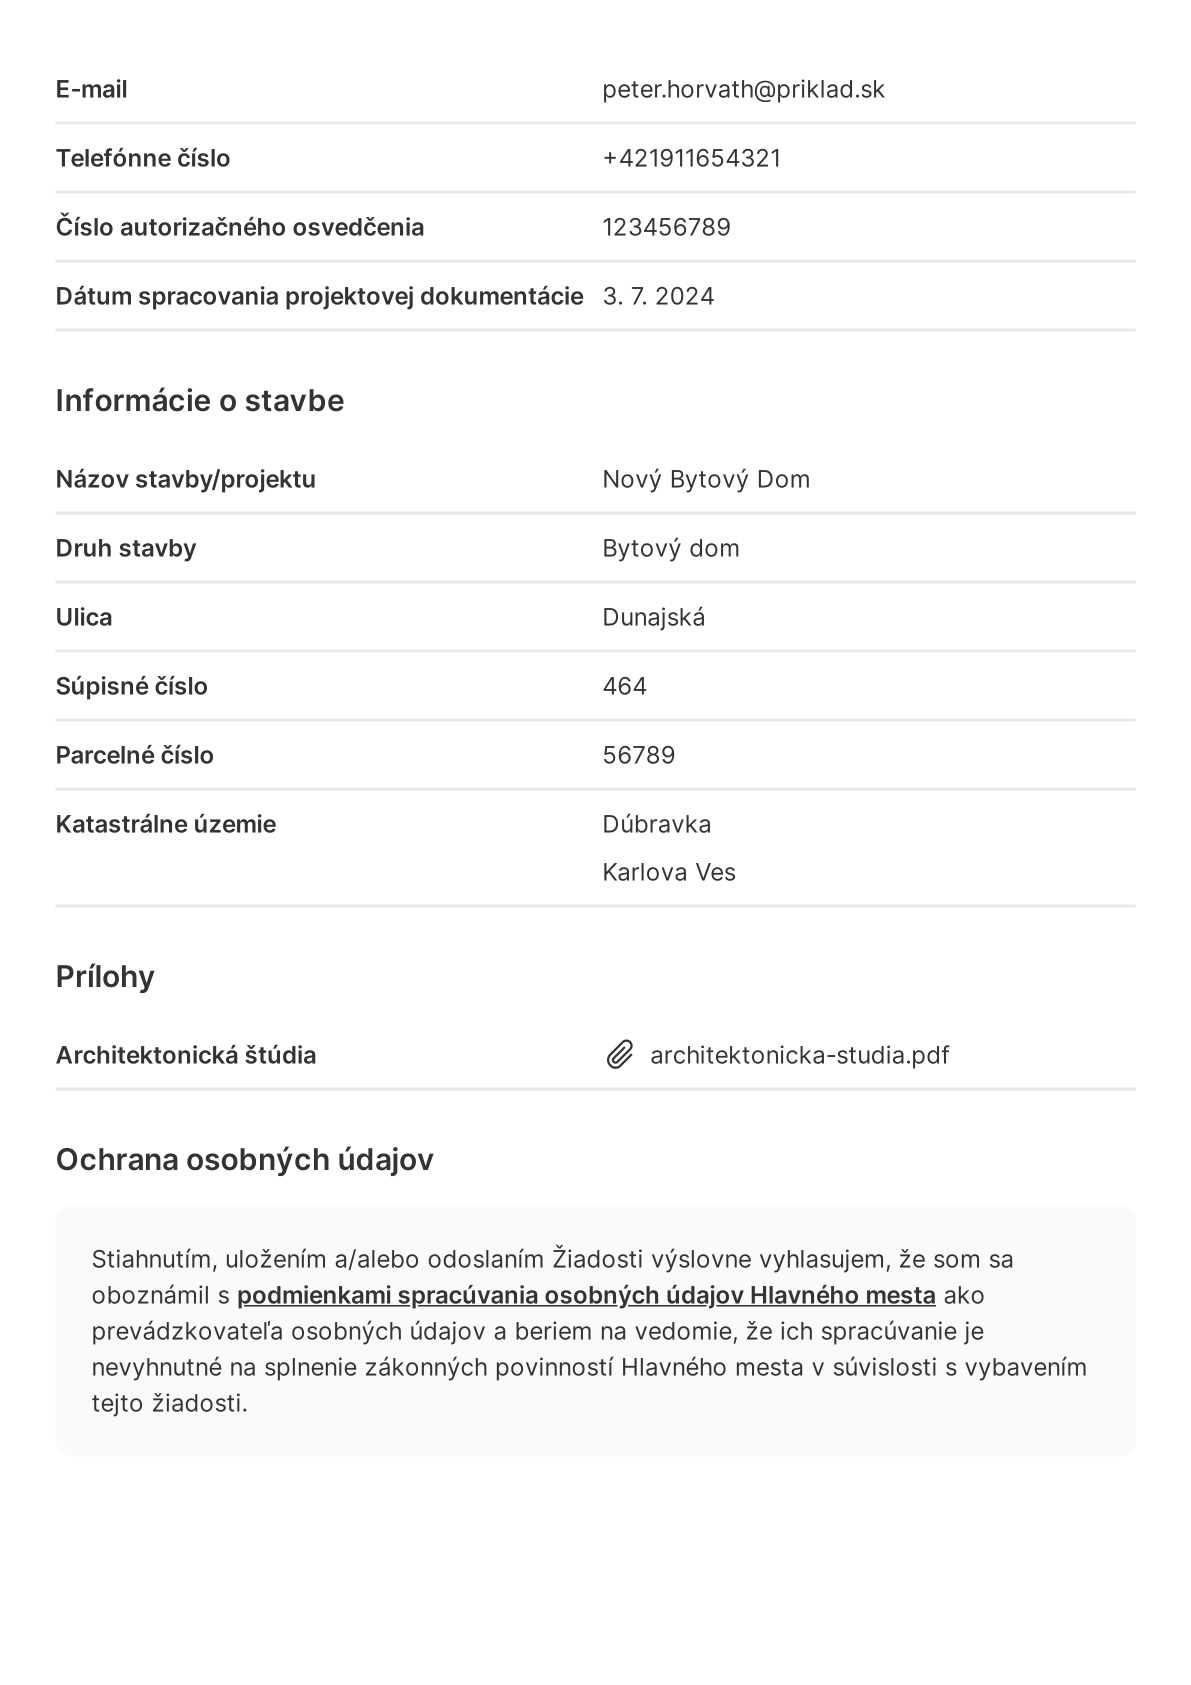 E-mail peter.horvath@priklad.sk
Telefónne číslo +421911654321
Číslo autorizačného osvedčenia 123456789
Dátum spracovania projektovej dokumentácie 3. 7. 2024
Informácie o stavbe
Názov stavby/projektu Nový Bytový Dom
Druh stavby Bytový dom
Ulica Dunajská
Súpisné číslo 464
Parcelné číslo 56789
Katastrálne územie Dúbravka
Karlova Ves
Prílohy
Architektonická štúdia architektonicka-studia.pdf
Ochrana osobných údajov
Stiahnutím, uložením a/alebo odoslaním Žiadosti výslovne vyhlasujem, že som sa
oboznámil s podmienkami spracúvania osobných údajov Hlavného mesta ako
prevádzkovateľa osobných údajov a beriem na vedomie, že ich spracúvanie je
nevyhnutné na splnenie zákonných povinností Hlavného mesta v súvislosti s vybavením
tejto žiadosti.